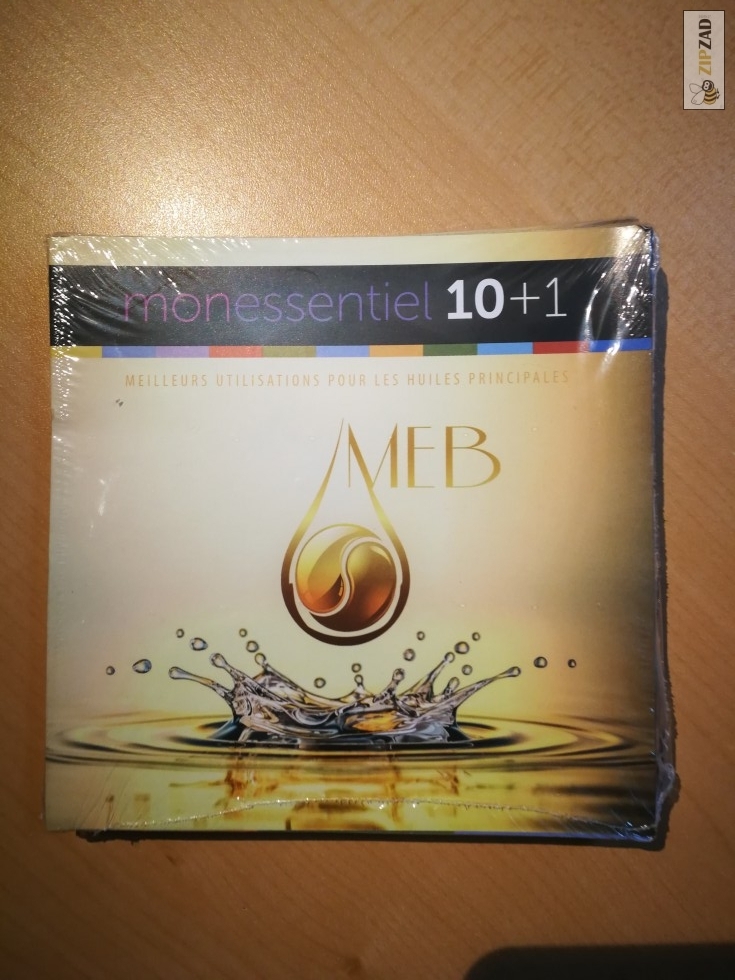 ZIPZAD
monessentiel 10+1
MEILLEURS UTILISATIONS POUR LES HUILES PRINCIPALES
MEB